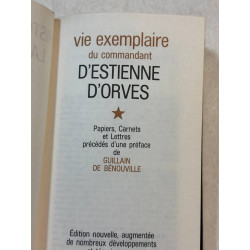 vie exemplaire
du commandant
D'ESTIENNE
D'ORVES
Papiers, Carnets
et Lettres
précédés d'une préface
de
GUILLAIN
DE BÉNOUVILLE
Édition nouvelle, augmentée
de nombreux développements